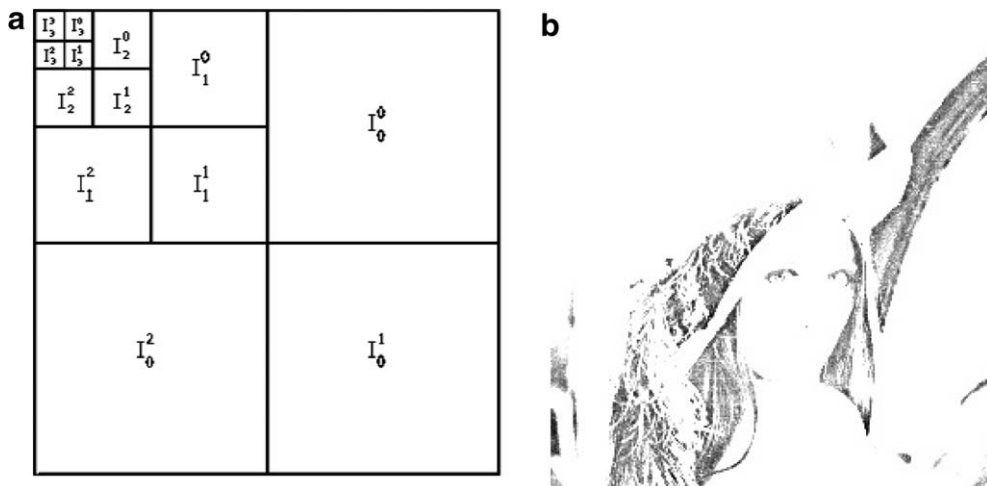 a
b
I₃³ I₃⁰
I₃² I₃¹
I₂⁰
I₁⁰
I₀⁰
I₂² I₂¹
I₁² I₁¹
I₀² I₀¹